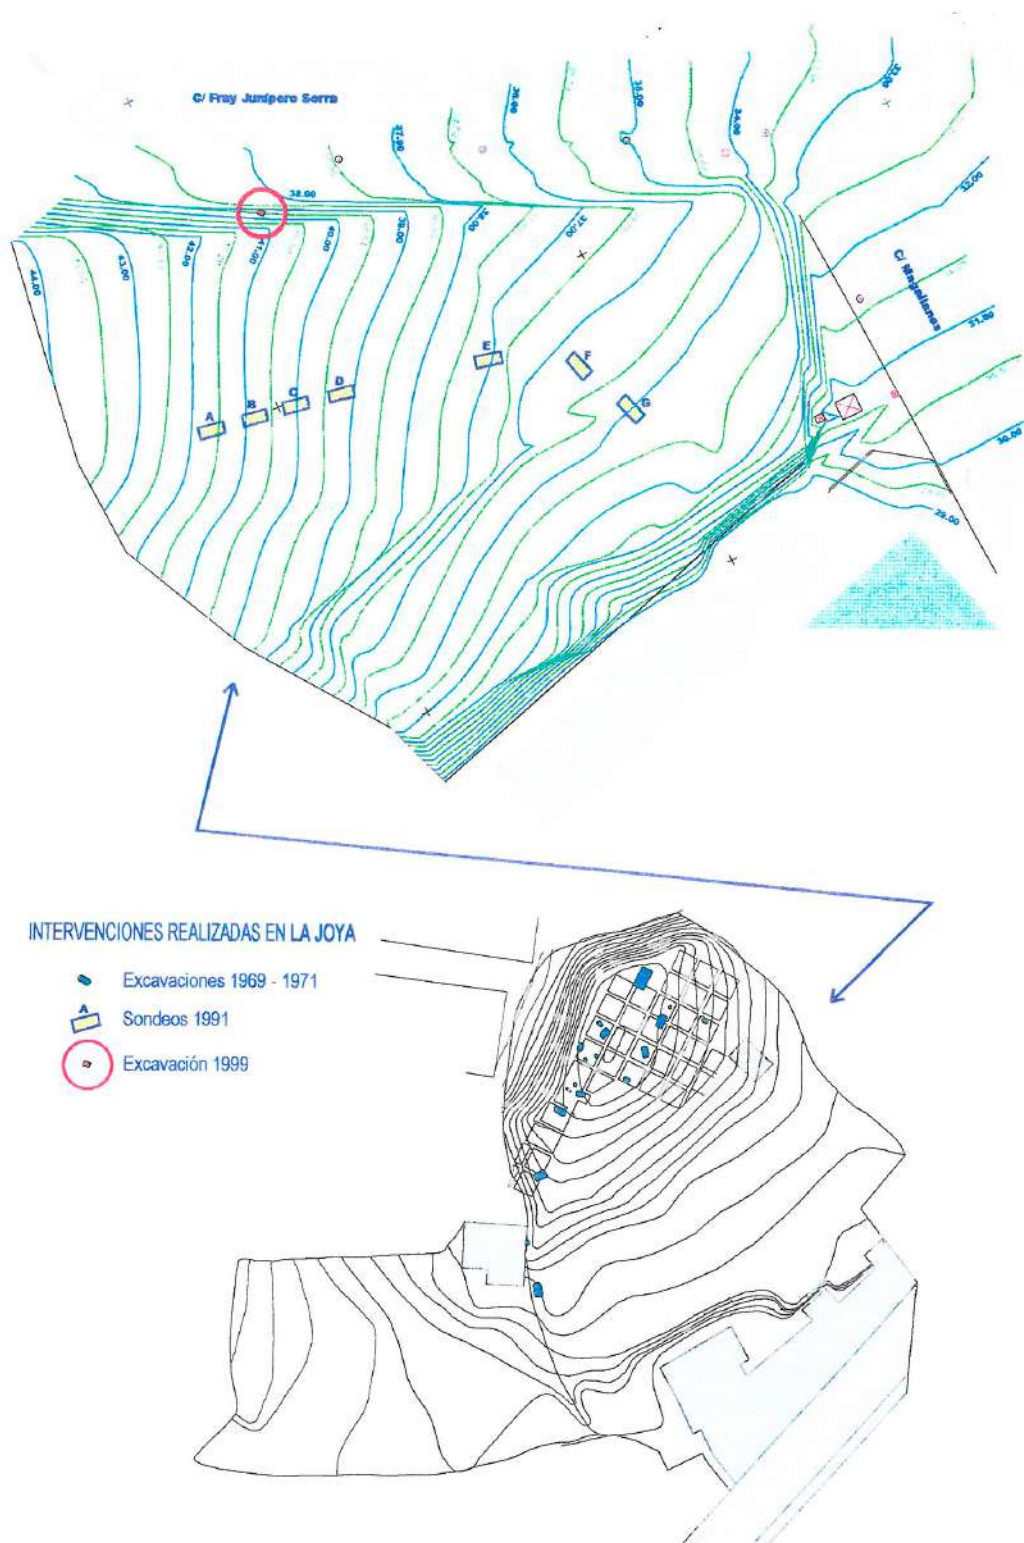 C/ Fray Junípero Serra
36.00
35.00
34.00
33.00
37.00
38.00
32.00
44.00
43.00
42.00
41.00
40.00
39.00
38.00
37.00
C/ Magallanes
31.00
E
F
D
C
B
A
G
30.00
29.00
INTERVENCIONES REALIZADAS EN LA JOYA
Excavaciones 1969 - 1971
A
Sondeos 1991
Excavación 1999